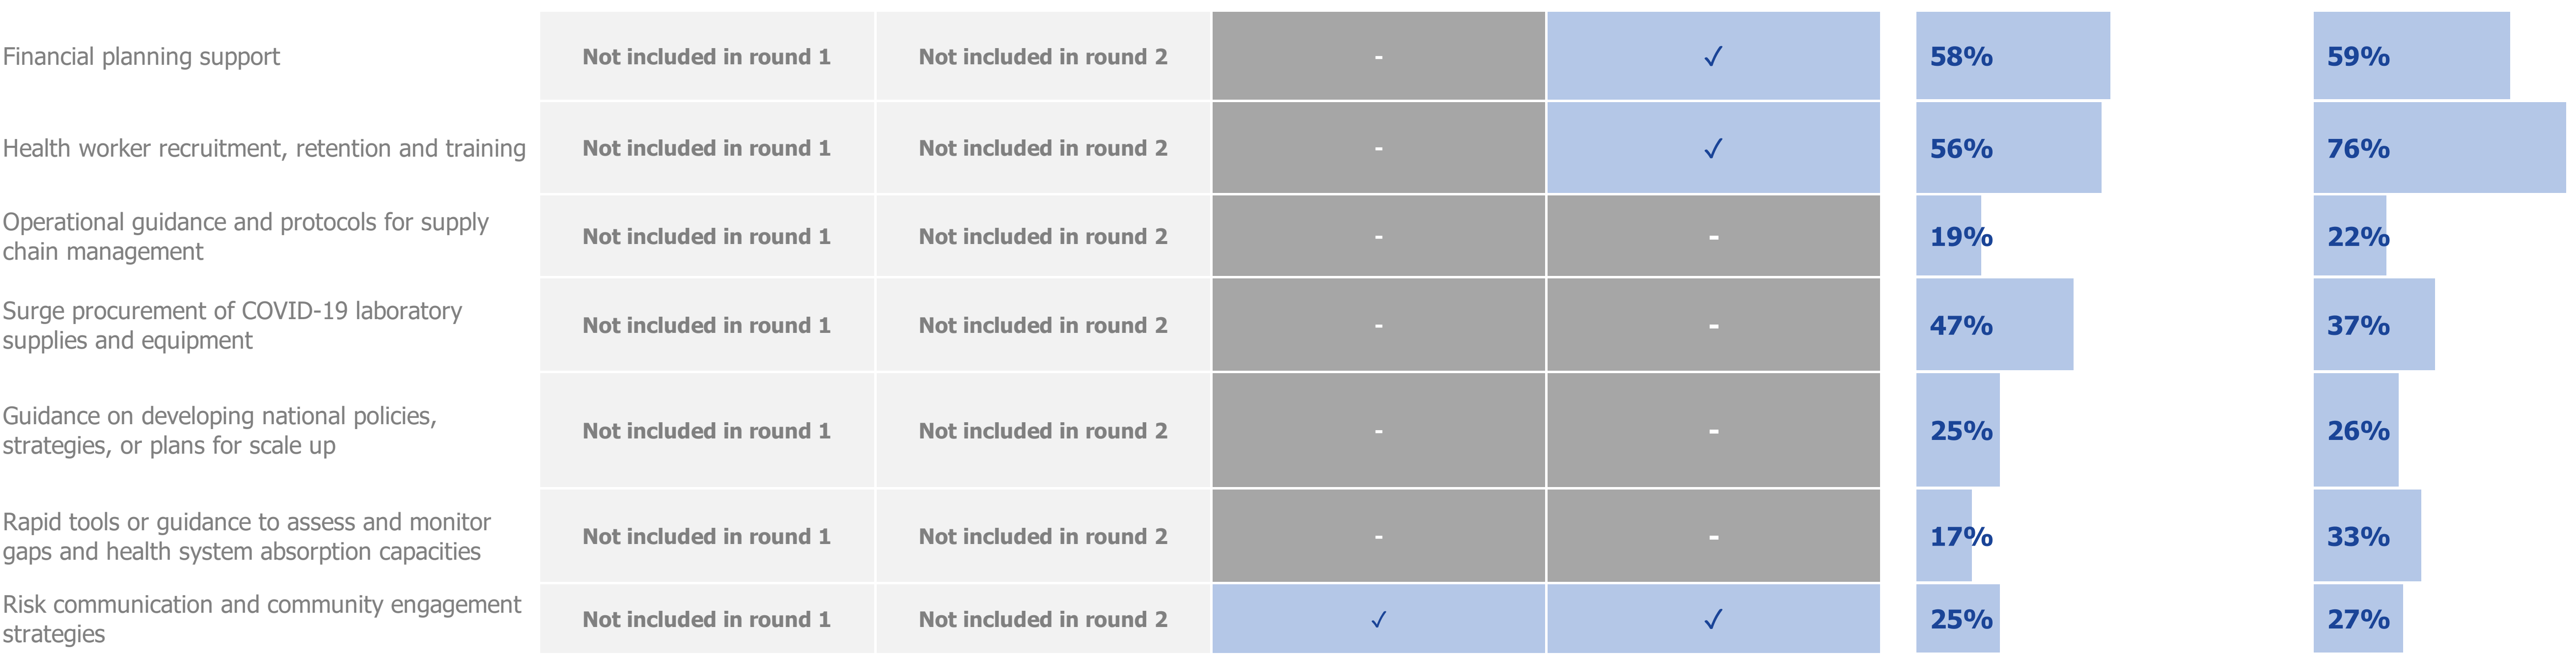 Financial planning support Not included in round 1 Not included in round 2 - ✓ 58% 59%
Health worker recruitment, retention and training Not included in round 1 Not included in round 2 - ✓ 56% 76%
Operational guidance and protocols for supply
chain management Not included in round 1 Not included in round 2 - - 19% 22%
Surge procurement of COVID-19 laboratory
supplies and equipment Not included in round 1 Not included in round 2 - - 47% 37%
Guidance on developing national policies,
strategies, or plans for scale up Not included in round 1 Not included in round 2 - - 25% 26%
Rapid tools or guidance to assess and monitor
gaps and health system absorption capacities Not included in round 1 Not included in round 2 - - 17% 33%
Risk communication and community engagement
strategies Not included in round 1 Not included in round 2 ✓ ✓ 25% 27%